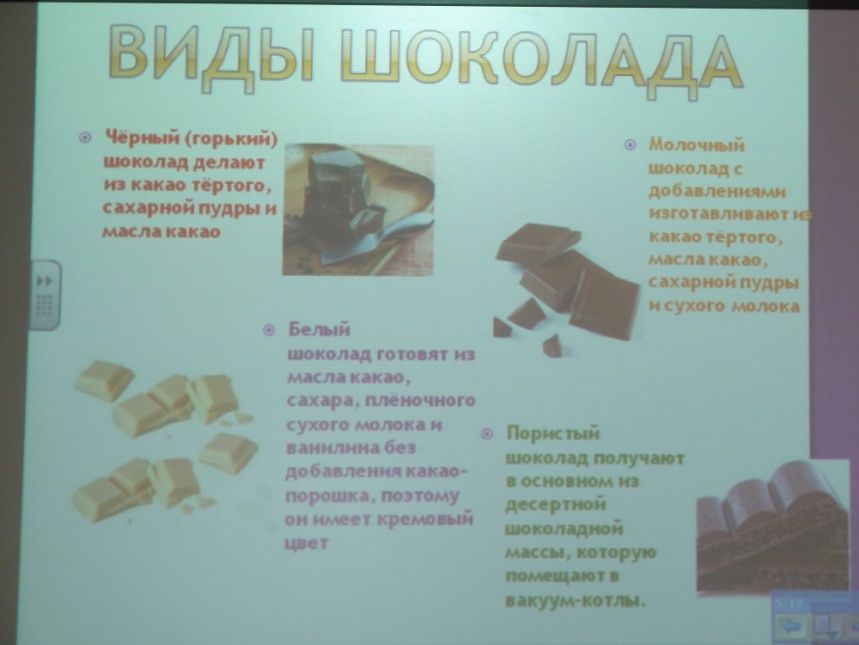 ВИДЫ ШОКОЛАДА
Чёрный (горький)
шоколад делают
из какао тёртого,
сахарной пудры и
масла какао
Молочный
шоколад с
добавлениями
изготавливают из
какао тёртого,
масла какао,
сахарной пудры
и сухого молока
Белый
шоколад готовят из
масла какао,
сахара, плёночного
сухого молока и
ванилина без
добавления какао-
порошка, поэтому
он имеет кремовый
цвет
Пористый
шоколад получают
в основном из
десертной
шоколадной
массы, которую
помещают в
вакуум-котлы.
5/12